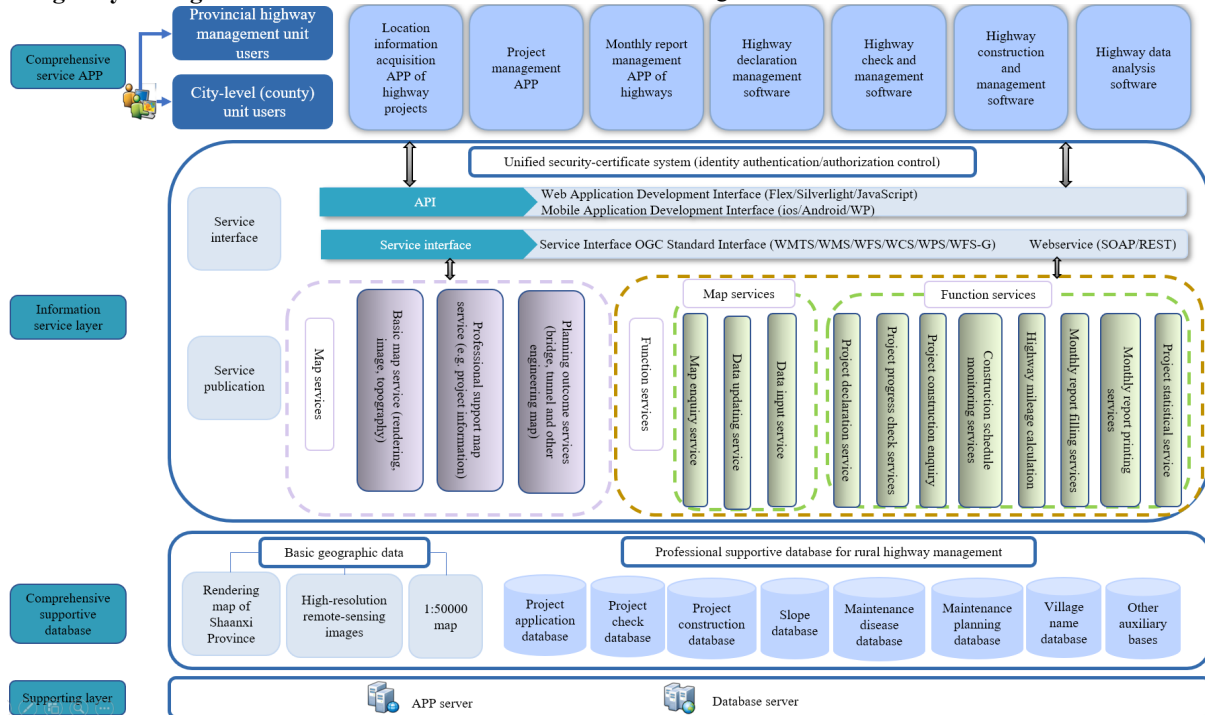 Comprehensive
service APP
Provincial highway
management unit
users
City-level (county)
unit users
Location
information
acquisition
APP of
highway
projects
Project
management
APP
Monthly report
management
APP of
highways
Highway
declaration
management
software
Highway
check and
management
software
Highway
construction
and
management
software
Highway data
analysis
software
Information
service layer
Unified security-certificate system (identity authentication/authorization control)
Service
interface
API
Web Application Development Interface (Flex/Silverlight/JavaScript)
Mobile Application Development Interface (ios/Android/WP)
Service interface
Service Interface OGC Standard Interface (WMTS/WMS/WFS/WCS/WPS/WFS-G)
Webservice (SOAP/REST)
Service
publication
Map services
Basic map service (rendering,
image, topography)
Professional support map
service (e.g. project information)
Planning outcome services
(bridge, tunnel and other
engineering map)
Function services
Map services
Map enquiry service
Data updating service
Data input service
Function services
Project declaration service
Project progress check services
Project construction enquiry
Construction schedule
monitoring services
Highway mileage calculation
Monthly report filling services
Monthly report printing
services
Project statistical service
Comprehensive
supportive
database
Basic geographic data
Rendering
map of
Shaanxi
Province
High-resolution
remote-sensing
images
1:50000
map
Professional supportive database for rural highway management
Project
application
database
Project
check
database
Project
construction
database
Slope
database
Maintenance
disease
database
Maintenance
planning
database
Village
name
database
Other
auxiliary
bases
Supporting layer
APP server
Database server